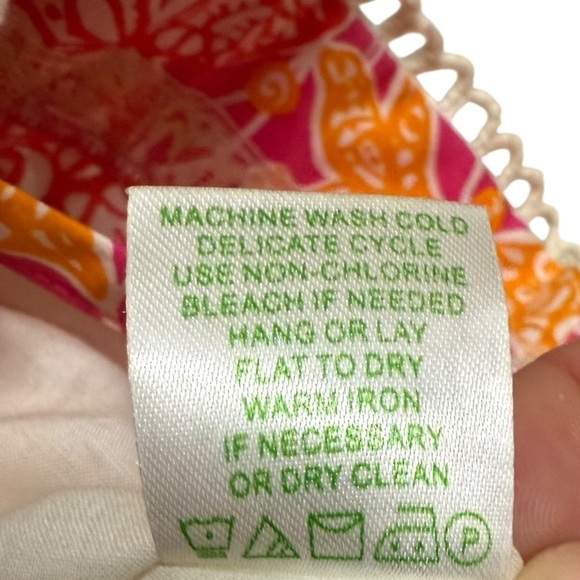 MACHINE WASH COLD
DELICATE CYCLE
USE NON-CHLORINE
BLEACH IF NEEDED
HANG OR LAY
FLAT TO DRY
WARM IRON
IF NECESSARY
OR DRY CLEAN
P